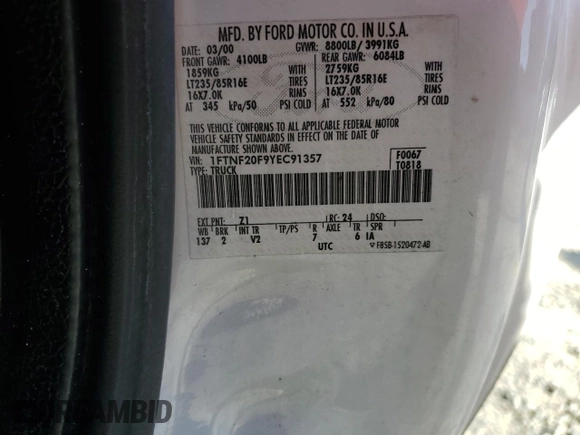 MFD. BY FORD MOTOR CO. IN U.S.A.
DATE: 03/00 GVWR: 8800LB/ 3991KG
FRONT GAWR: 4100LB REAR GAWR: 6084LB
1859KG WITH 2759KG WITH
LT235/85R16E TIRES LT235/85R16E TIRES
16X7.0K RIMS 16X7.0K RIMS
AT 345 kPa/50 PSI COLD AT 552 kPa/80 PSI COLD
THIS VEHICLE CONFORMS TO ALL APPLICABLE FEDERAL MOTOR
VEHICLE SAFETY STANDARDS IN EFFECT ON THE DATE OF
MANUFACTURE SHOWN ABOVE.
VIN: 1FTNF20F9YEC91357 F0067
TYPE: TRUCK T0818
EXT PNT: Z1 RC: 24 DSO:
WB BRK INT TR TP/PS R AXLE TR SPR
137 2 V2 7 6 IA
UTC F85B-1520472-AB
CURCAMBID